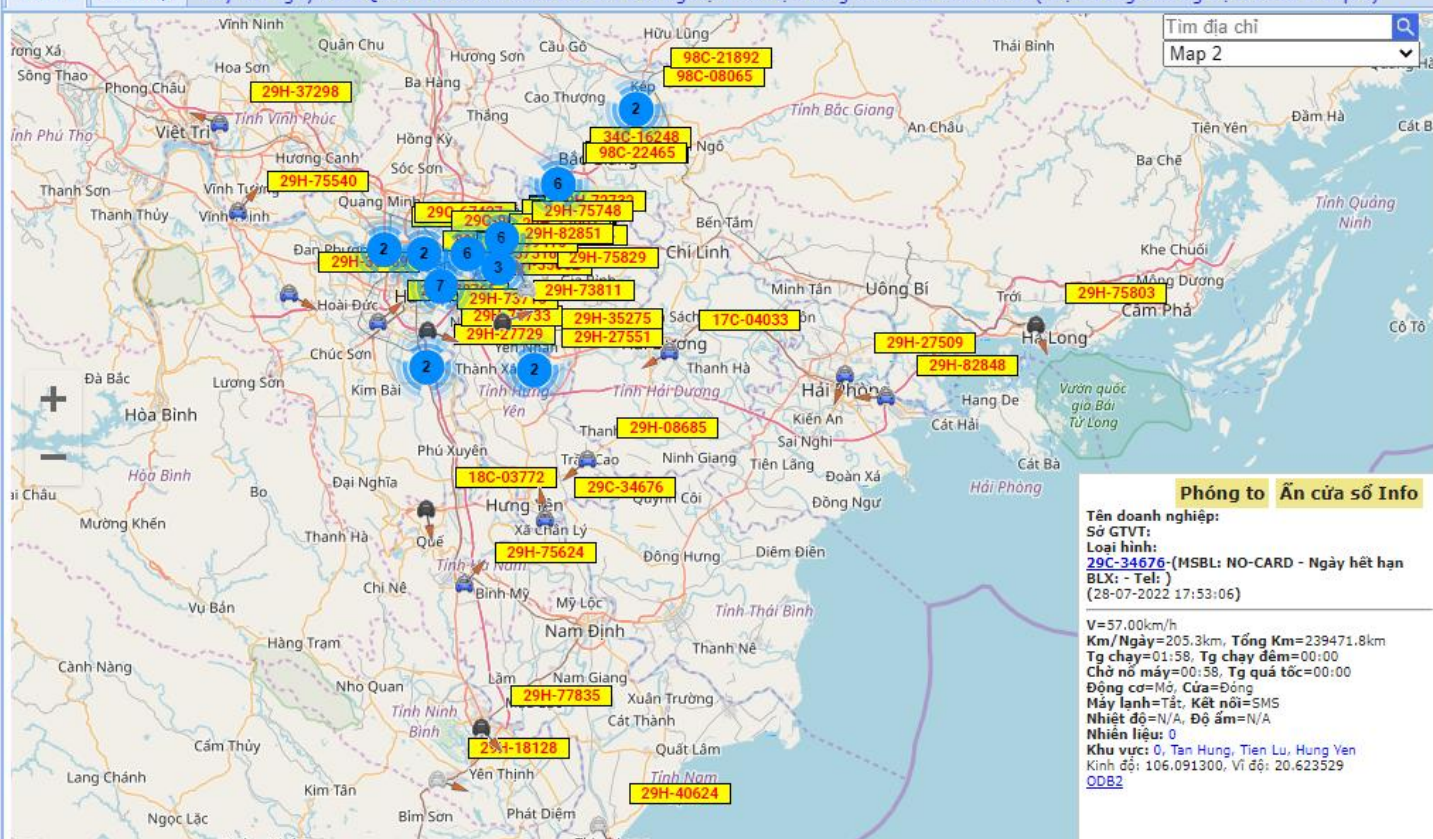 Tìm địa chỉ
Map 2
Vĩnh Ninh
Quân Chu
Hương Sơn
Cầu Gồ
Hữu Lũng
Thái Bình
98C-21892
98C-08065
Kép
Sông Thao
Phong Châu
Hoa Sơn
Ba Hàng
Cao Thượng
Thắng
Tỉnh Bắc Giang
29H-37298
Tỉnh Vĩnh Phúc
Việt Trì
Hồng Kỳ
34C-16248
98C-22465
Ngô
An Châu
Tiên Yên
Đầm Hà
Ba Chẽ
Hương Canh
Sóc Sơn
29H-75540
Thanh Sơn
Vĩnh Tường
Thanh Thủy
29H-75748
29H-82851
29H-75829
Bến Tắm
Chí Linh
Tỉnh Quảng
Ninh
Khe Chuối
Mông Dương
29H-73811
Minh Tân
Uông Bí
Trới
29H-75803
Cẩm Phả
Cô Tô
Hoài Đức
29H-35275
29H-27729
29H-27551
17C-04033
29H-27509
29H-82848
Hạ Long
Chúc Sơn
Thanh Hà
Đà Bắc
Lương Sơn
Kim Bài
Tỉnh Hưng
Yên
Tỉnh Hải Dương
Hải Phòng
Kiến An
Hang De
Cát Hải
Vườn quốc
gia Bái
Tử Long
Hòa Bình
Phú Xuyên
29H-08685
Sai Nghi
Ninh Giang
Tiên Lãng
Đoàn Xá
Đồng Ngư
Cát Bà
Hải Phòng
Hòa Bình
Bo
Đại Nghĩa
18C-03772
29C-34676
Quỳnh Côi
Hưng Yên
Xã Chân Lý
Mường Khến
Thanh Hà
Quế
29H-75624
Đông Hưng
Diêm Điền
Tỉnh Hà Nam
Chi Nê
Bình Mỹ
Vụ Bản
Mỹ Lộc
Tỉnh Thái Bình
Hàng Trạm
Nam Định
Thanh Nê
Cành Nàng
Nho Quan
Lầm
Nam Giang
29H-77835
Xuân Trường
Tỉnh Ninh
Bình
Cát Thành
Cẩm Thủy
29H-18128
Quất Lâm
Lang Chánh
Kim Tân
Yên Thịnh
Tỉnh Nam
29H-40624
Ngọc Lặc
Bỉm Sơn
Phát Diệm
Phóng to Ẩn cửa sổ Info
Tên doanh nghiệp:
Sở GTVT:
Loại hình:
29C-34676-(MSBL: NO-CARD - Ngày hết hạn
BLX: - Tel: )
(28-07-2022 17:53:06)
V=57.00km/h
Km/Ngày=205.3km, Tổng Km=239471.8km
Tg chạy=01:58, Tg chạy đêm=00:00
Chờ nổ máy=00:58, Tg quá tốc=00:00
Động cơ=Mở, Cửa=Đóng
Máy lạnh=Tắt, Kết nối=SMS
Nhiệt độ=N/A, Độ ẩm=N/A
Nhiên liệu: 0
Khu vực: 0, Tan Hung, Tien Lu, Hung Yen
Kinh độ: 106.091300, Vĩ độ: 20.623529
ODB2